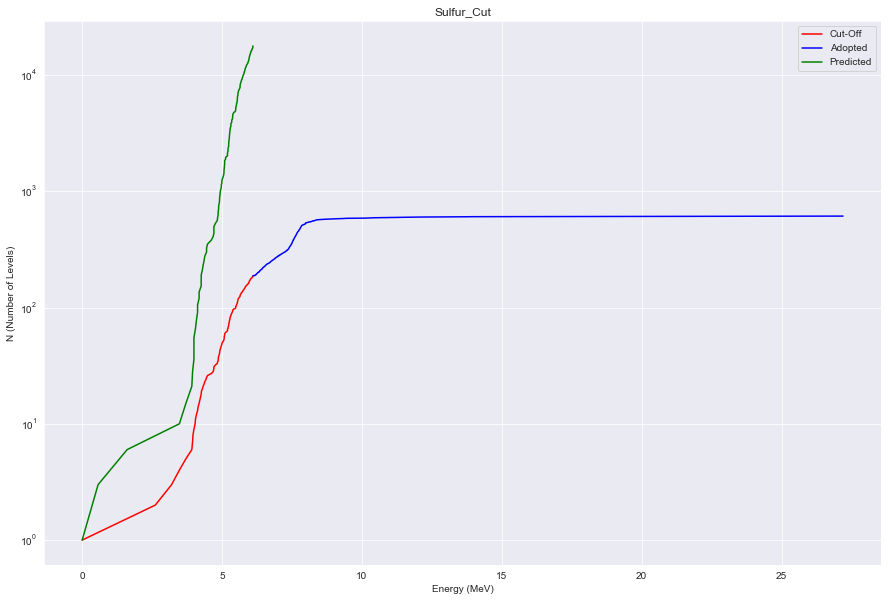 Sulfur_Cut
Cut-Off
Adopted
Predicted
N (Number of Levels)
10^4
10^3
10^2
10^1
10^0
0
5
10
15
20
25
Energy (MeV)